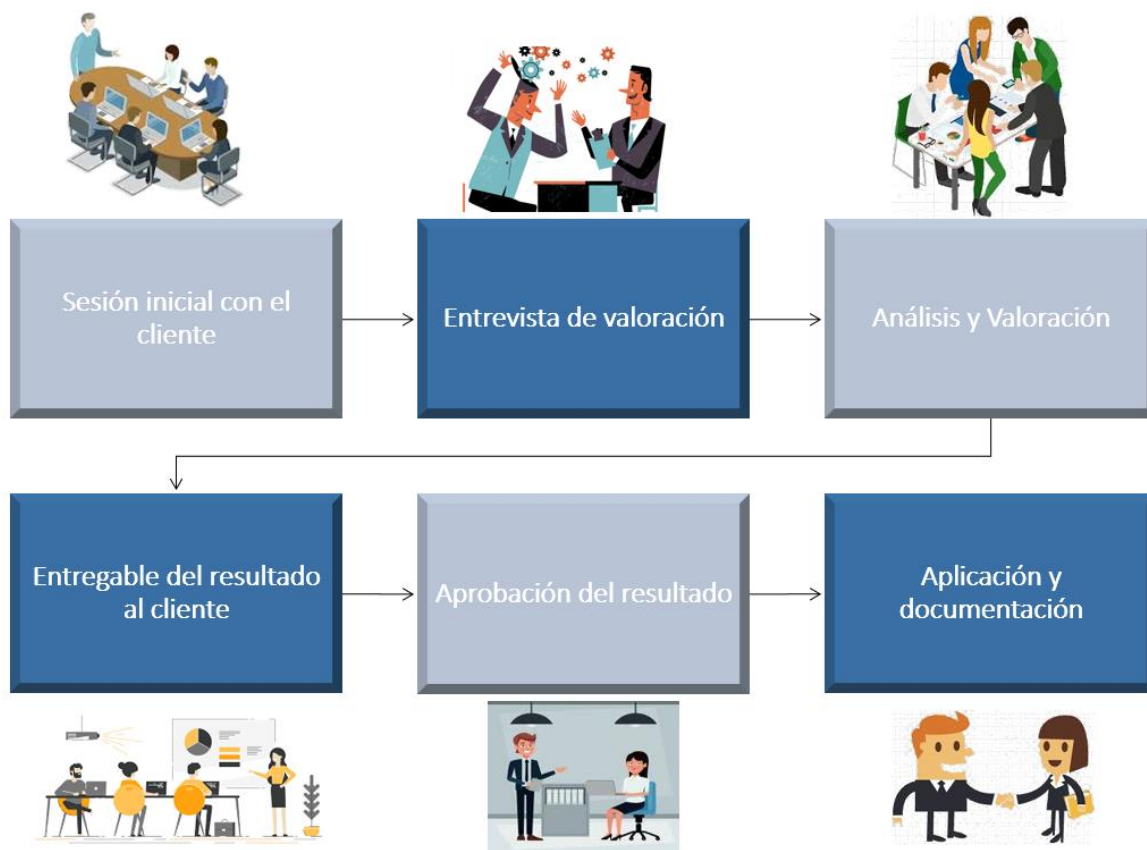 Sesión inicial con el
cliente
Entrevista de valoración
Análisis y Valoración
Entregable del resultado
al cliente
Aprobación del resultado
Aplicación y
documentación